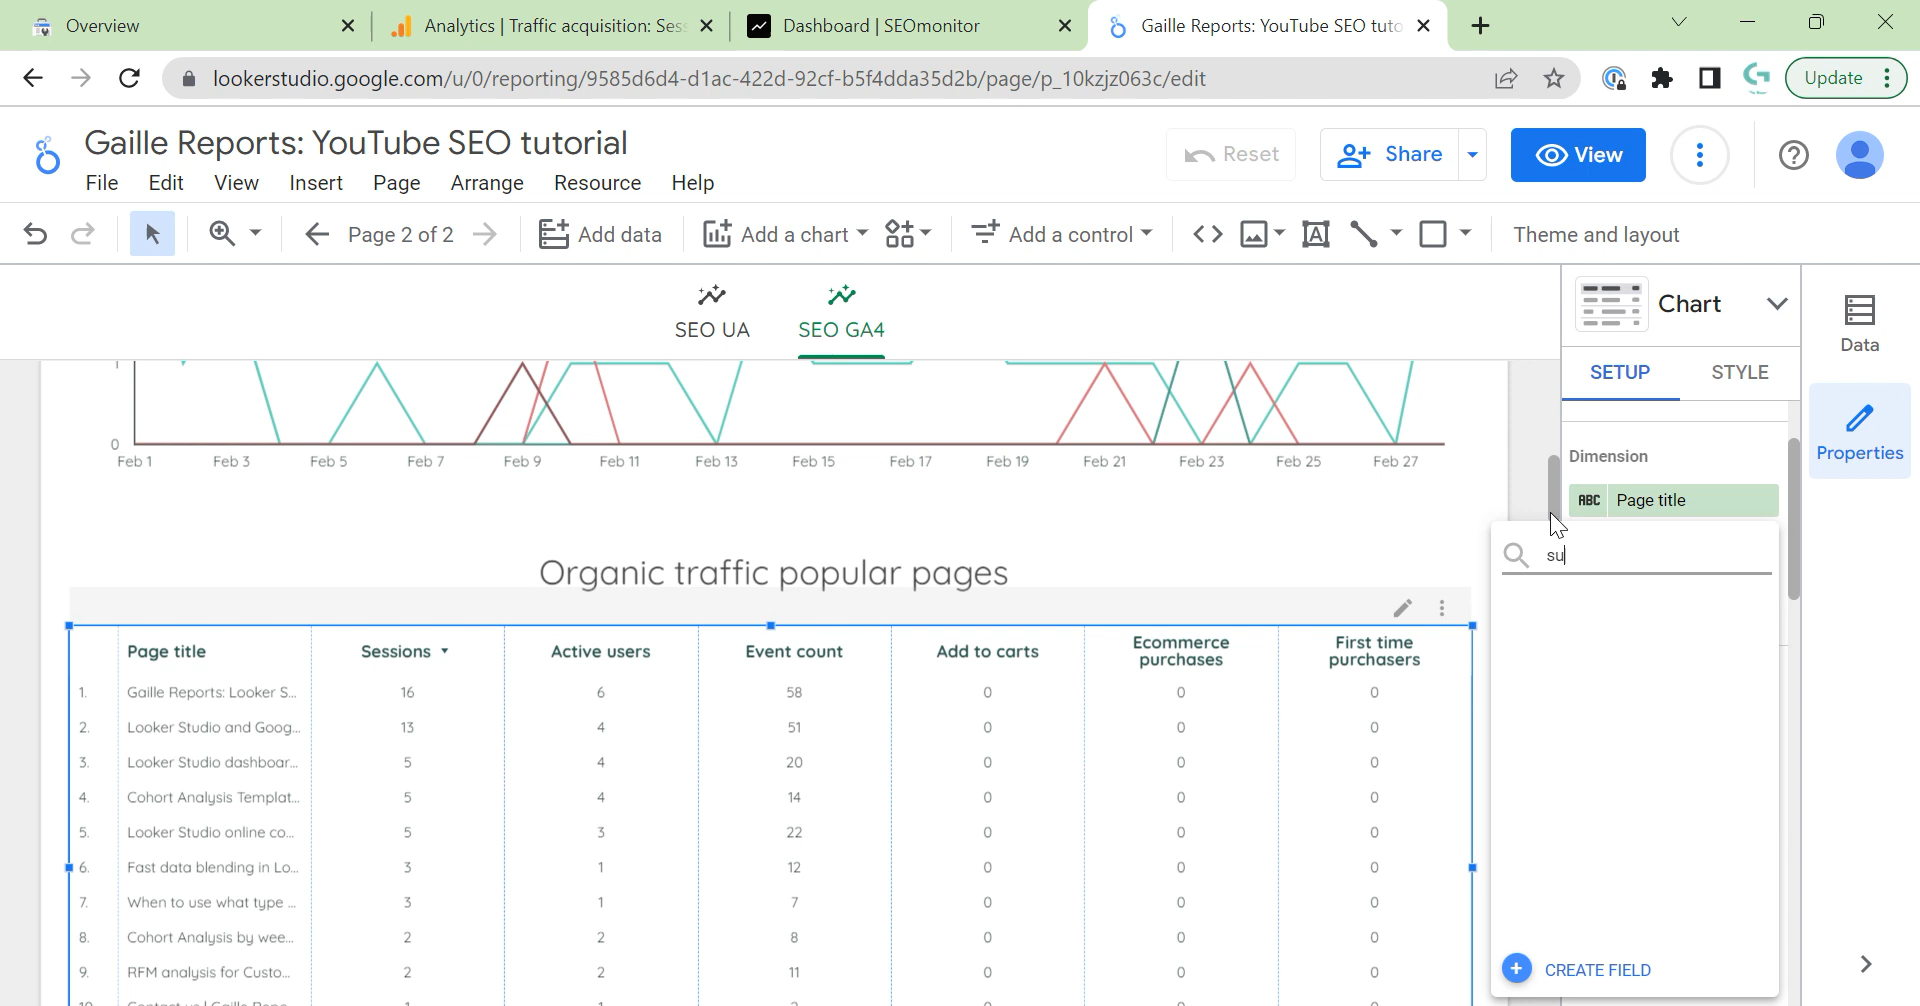 Overview
Analytics | Traffic acquisition: Sess
Dashboard | SEOmonitor
Gaille Reports: YouTube SEO tuto
lookerstudio.google.com/u/0/reporting/9585d6d4-d1ac-422d-92cf-b5f4dda35d2b/page/p_10kzjz063c/edit
Update
Gaille Reports: YouTube SEO tutorial
Reset
Share
View
File Edit View Insert Page Arrange Resource Help
Page 2 of 2
Add data
Add a chart
Add a control
Theme and layout
SEO UA
SEO GA4
Chart
Data
SETUP STYLE
Properties
Dimension
ABC Page title
su
CREATE FIELD
1
0
Feb 1 Feb 3 Feb 5 Feb 7 Feb 9 Feb 11 Feb 13 Feb 15 Feb 17 Feb 19 Feb 21 Feb 23 Feb 25 Feb 27
Organic traffic popular pages
Page title Sessions Active users Event count Add to carts Ecommerce purchases First time purchasers
1. Gaille Reports: Looker S... 16 6 58 0 0 0
2. Looker Studio and Goog... 13 4 51 0 0 0
3. Looker Studio dashboar... 5 4 20 0 0 0
4. Cohort Analysis Templat... 5 4 14 0 0 0
5. Looker Studio online co... 5 3 22 0 0 0
6. Fast data blending in Lo... 3 1 12 0 0 0
7. When to use what type ... 3 1 7 0 0 0
8. Cohort Analysis by wee... 2 2 8 0 0 0
9. RFM analysis for Custo... 2 2 11 0 0 0